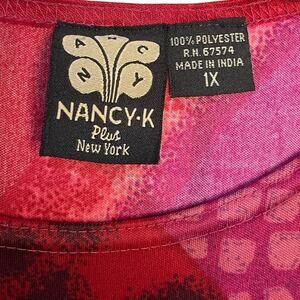 N A N C Y
NANCY·K
Plus
New York
100% POLYESTER
R.N. 67574
MADE IN INDIA
1X